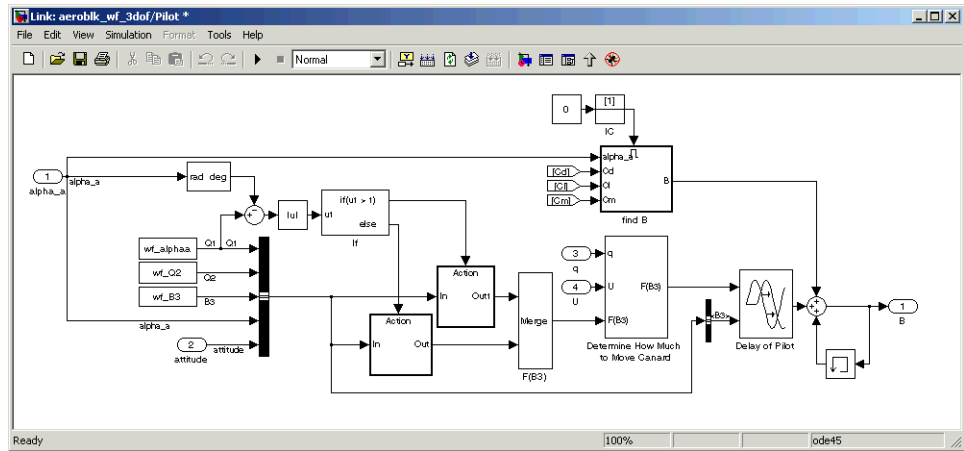 Link: aeroblk_wf_3dof/Pilot *
File Edit View Simulation Format Tools Help
Normal
0
[1]
IC
alpha_a
Cd
Cl
Cm
B
find B
[Cd]
[Cl]
[Cm]
1
alpha_a
alpha_a
rad deg
|u|
u1
if(u1 > 1)
else
If
wf_alphaa
Q1
Q1
wf_Q2
Q2
wf_B3
B3
alpha_a
2
attitude
attitude
Action
In
Out1
Action
In
Out
Merge
F(B3)
3
q
4
U
q
U
F(B3)
F(B3)
Determine How Much
to Move Canard
<B3>
Delay of Pilot
1
B
Ready
100%
ode45